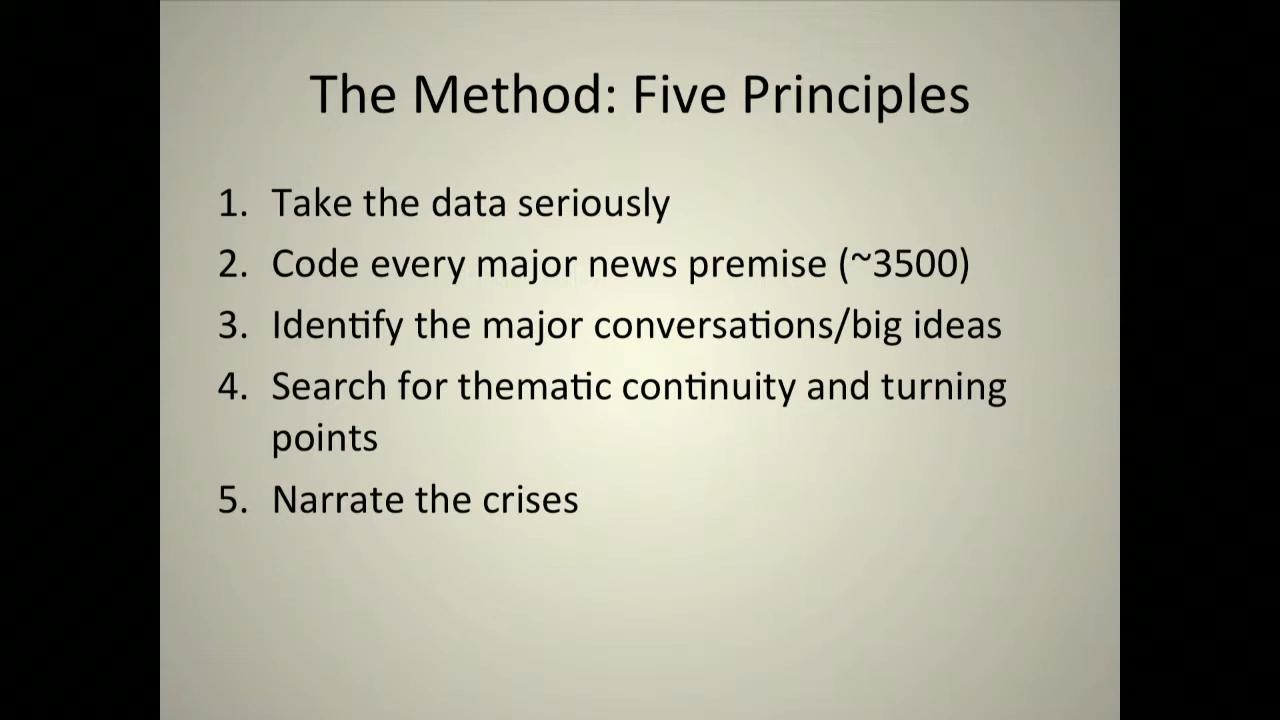 The Method: Five Principles
1. Take the data seriously
2. Code every major news premise (~3500)
3. Identify the major conversations/big ideas
4. Search for thematic continuity and turning
points
5. Narrate the crises